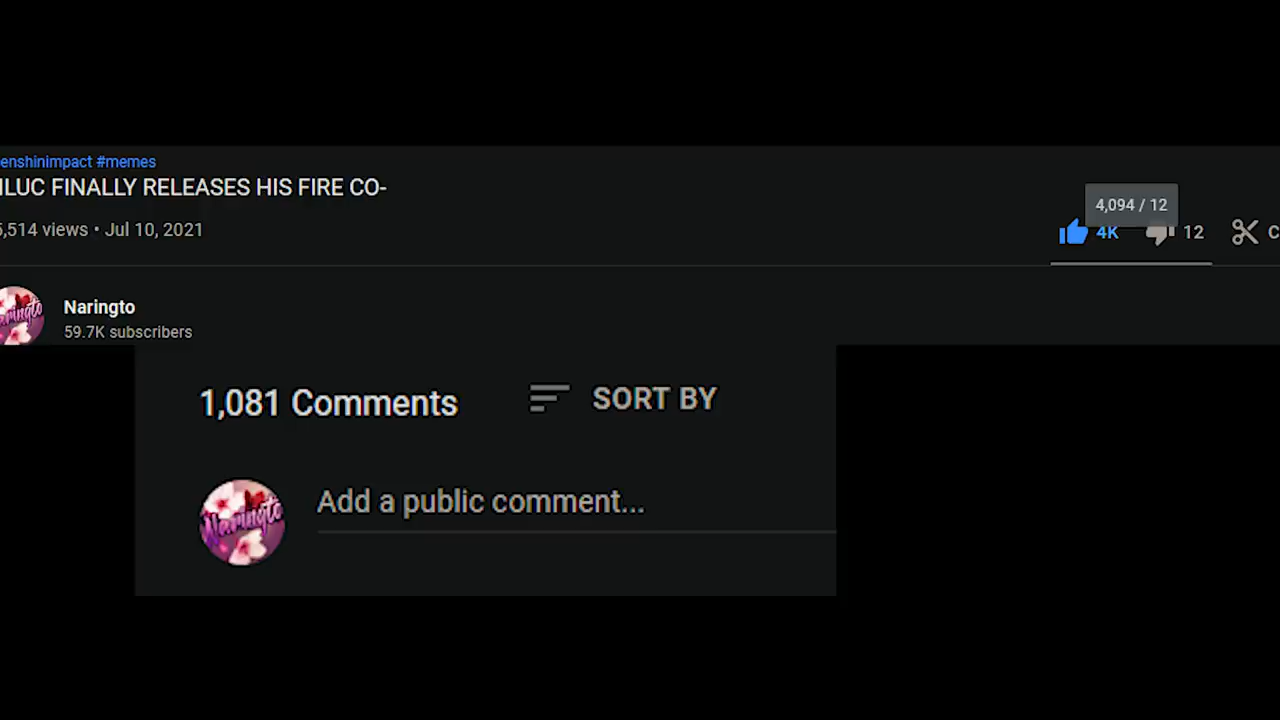 enshinimpact #memes
ILUC FINALLY RELEASES HIS FIRE CO-
5,514 views • Jul 10, 2021
4,094 / 12
4K
12
C
Naringto
59.7K subscribers
1,081 Comments
SORT BY
Naringto
Add a public comment...